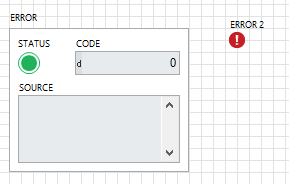 ERROR
STATUS CODE
d 0
SOURCE
ERROR 2
!